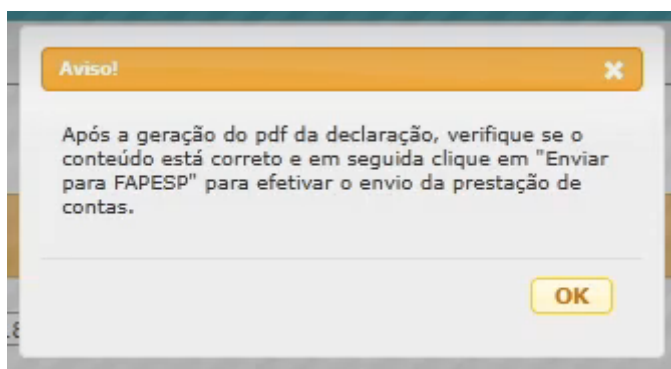 Aviso!
Após a geração do pdf da declaração, verifique se o
conteúdo está correto e em seguida clique em "Enviar
para FAPESP" para efetivar o envio da prestação de
contas.
OK